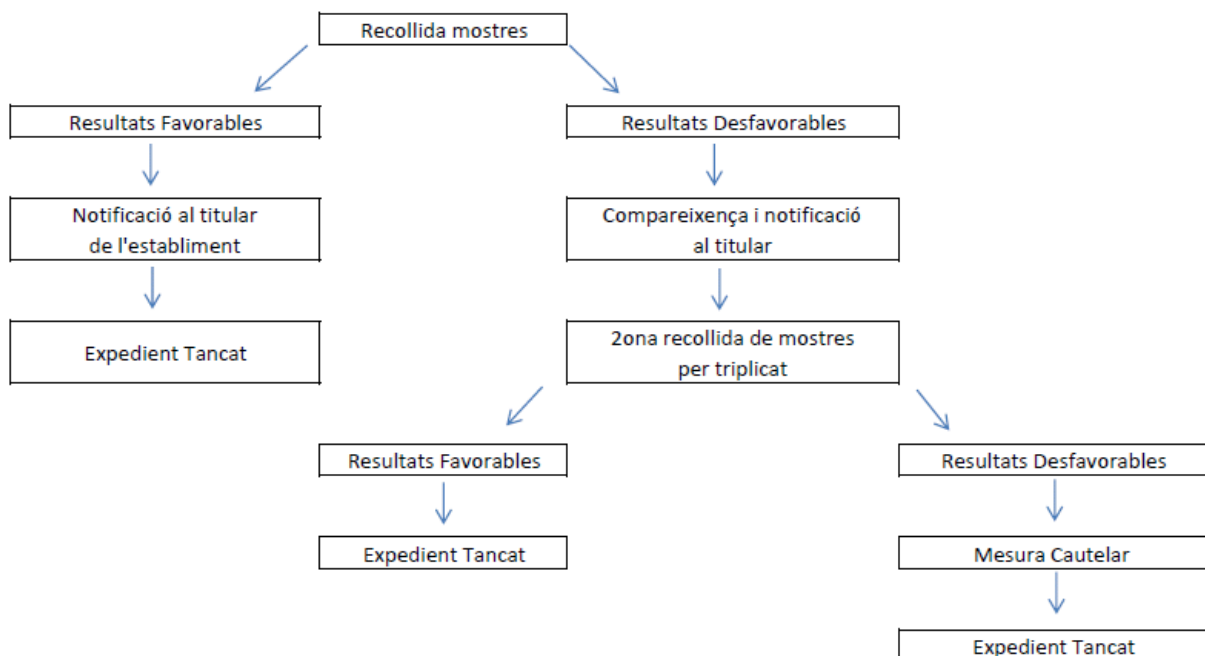 Recollida mostres
Resultats Favorables
Resultats Desfavorables
Notificació al titular
de l'establiment
Compareixença i notificació
al titular
Expedient Tancat
2ona recollida de mostres
per triplicat
Resultats Favorables
Resultats Desfavorables
Expedient Tancat
Mesura Cautelar
Expedient Tancat